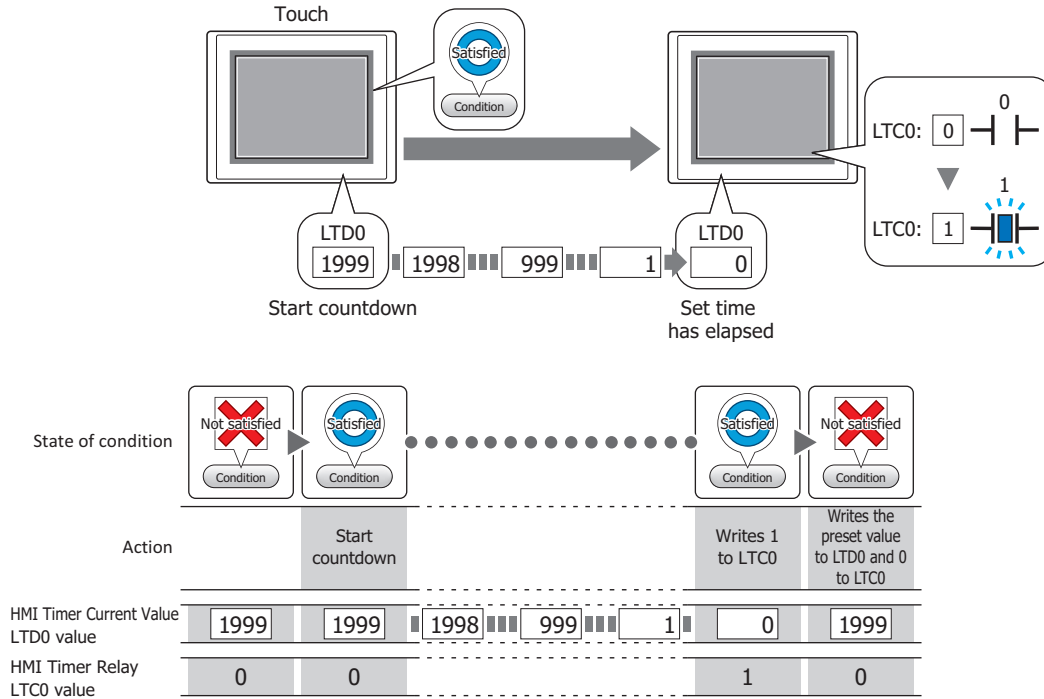 Touch
Satisfied
Condition
0
LTC0: 0
1
LTC0: 1
LTD0
1999 1998 999 1
LTD0
0
Start countdown
Set time
has elapsed
State of condition
Not satisfied
Condition
Satisfied
Condition
Satisfied
Condition
Not satisfied
Condition
Action
Start
countdown
Writes 1
to LTC0
Writes the
preset value
to LTD0 and 0
to LTC0
HMI Timer Current Value
LTD0 value
1999 1999 1998 999 1 0 1999
HMI Timer Relay
LTC0 value
0 0 1 0